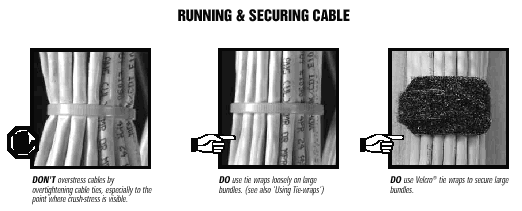 RUNNING & SECURING CABLE
DON'T overstress cables by
overtightening cable ties, especially to the
point where crush-stress is visible.
DO use tie wraps loosely on large
bundles. (see also 'Using Tie-wraps')
DO use Velcro® tie wraps to secure large
bundles.